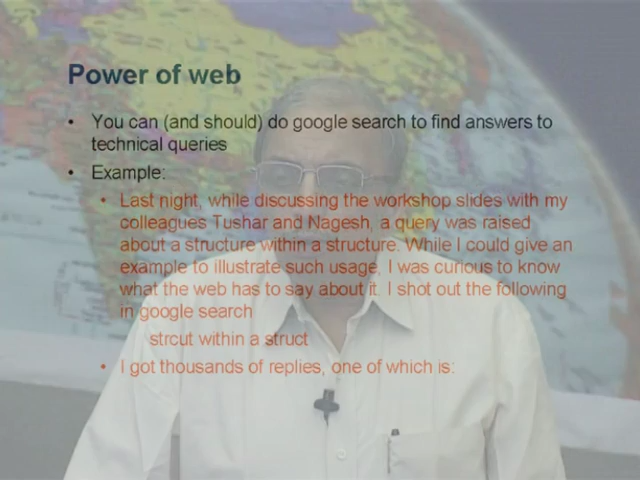 Power of web
• You can (and should) do google search to find answers to
technical queries
• Example:
• Last night, while discussing the workshop slides with my
colleagues Tushar and Nagesh, a query was raised
about a structure within a structure. While I could give an
example to illustrate such usage, I was curious to know
what the web has to say about it. I shot out the following
in google search
strcut within a struct
• I got thousands of replies, one of which is: